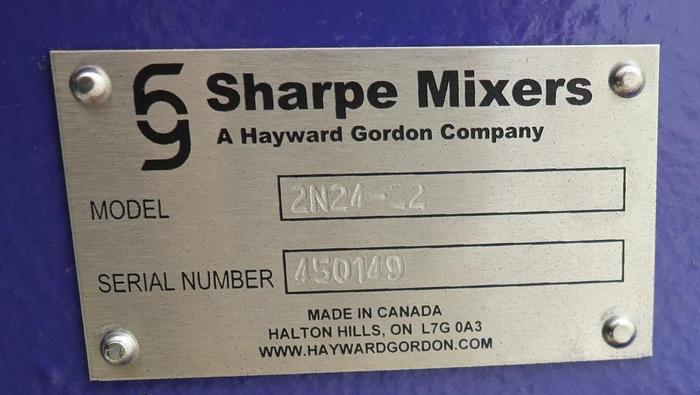 Sharpe Mixers
A Hayward Gordon Company
MODEL
SERIAL NUMBER 450149
MADE IN CANADA
HALTON HILLS, ON L7G 0A3
WWW.HAYWARDGORDON.COM